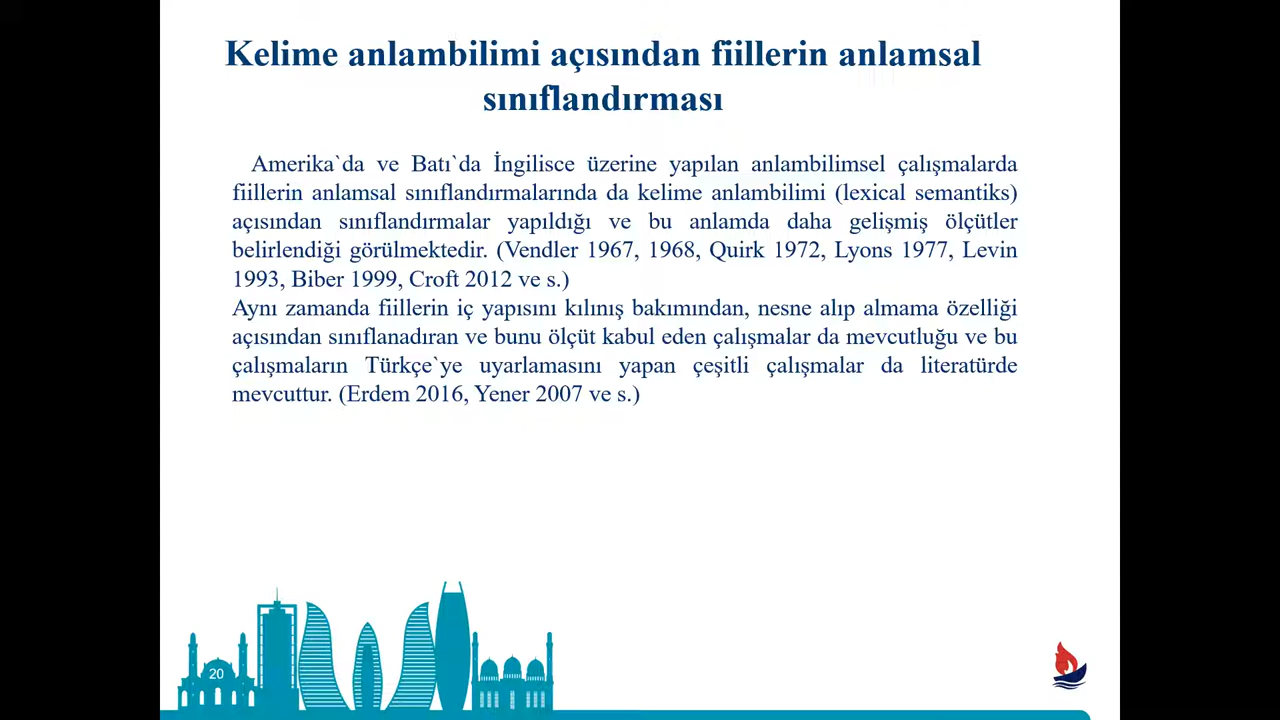 Kelime anlambilimi açısından fiillerin anlamsal
sınıflandırması
Amerika`da ve Batı`da İngilisce üzerine yapılan anlambilimsel çalışmalarda
fiillerin anlamsal sınıflandırmalarında da kelime anlambilimi (lexical semantiks)
açısından sınıflandırmalar yapıldığı ve bu anlamda daha gelişmiş ölçütler
belirlendiği görülmektedir. (Vendler 1967, 1968, Quirk 1972, Lyons 1977, Levin
1993, Biber 1999, Croft 2012 ve s.)
Aynı zamanda fiillerin iç yapısını kılınış bakımından, nesne alıp almama özelliği
açısından sınıflanadıran ve bunu ölçüt kabul eden çalışmalar da mevcutluğu ve bu
çalışmaların Türkçe`ye uyarlamasını yapan çeşitli çalışmalar da literatürde
mevcuttur. (Erdem 2016, Yener 2007 ve s.)
20